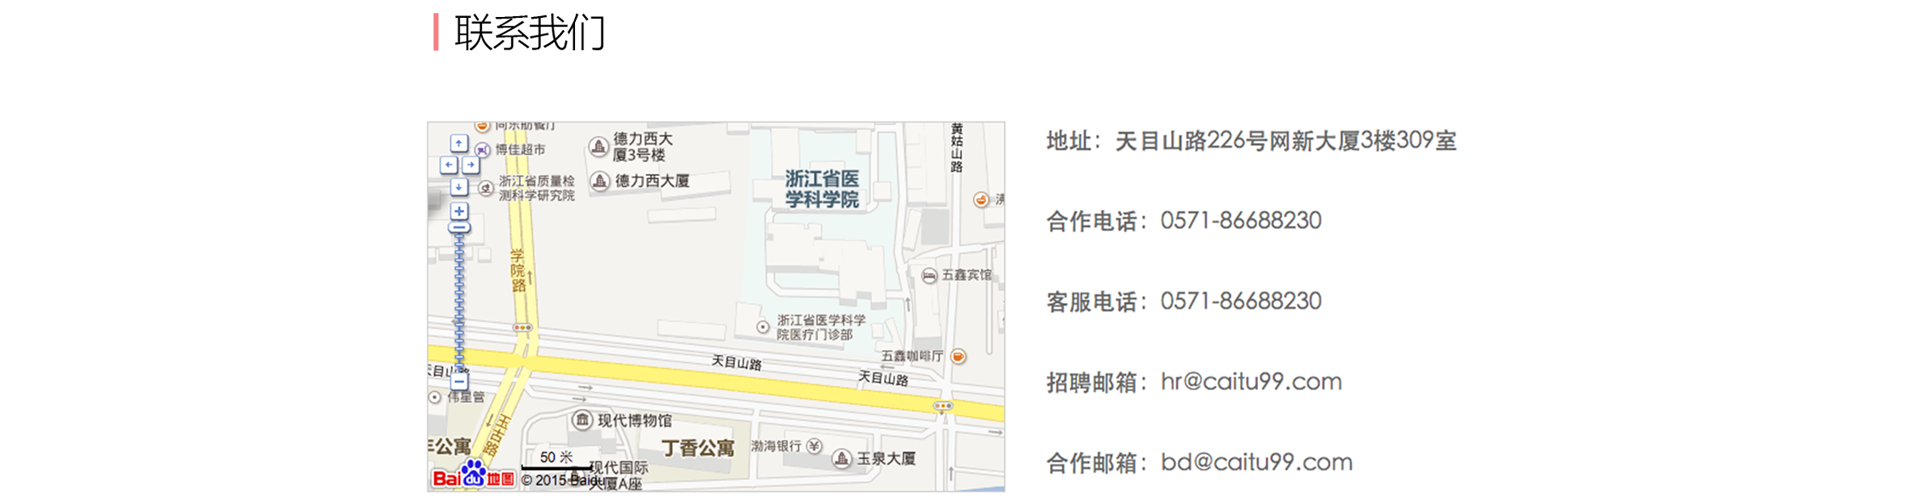 联系我们
博佳超市
浙江省质量检
测科学研究院
德力西大
厦3号楼
德力西大厦
浙江省医
学科学院
黄姑山路
学院路
五鑫宾馆
浙江省医学科学
院医疗门诊部
五鑫咖啡厅
天目山路
天目山路
天目山路
伟星管
现代博物馆
丁香公寓
渤海银行
玉泉大厦
公寓
50 米
现代国际
大厦A座
Bai du 地图
© 2015 Baidu
地址：天目山路226号网新大厦3楼309室
合作电话：0571-86688230
客服电话：0571-86688230
招聘邮箱：hr@caitu99.com
合作邮箱：bd@caitu99.com